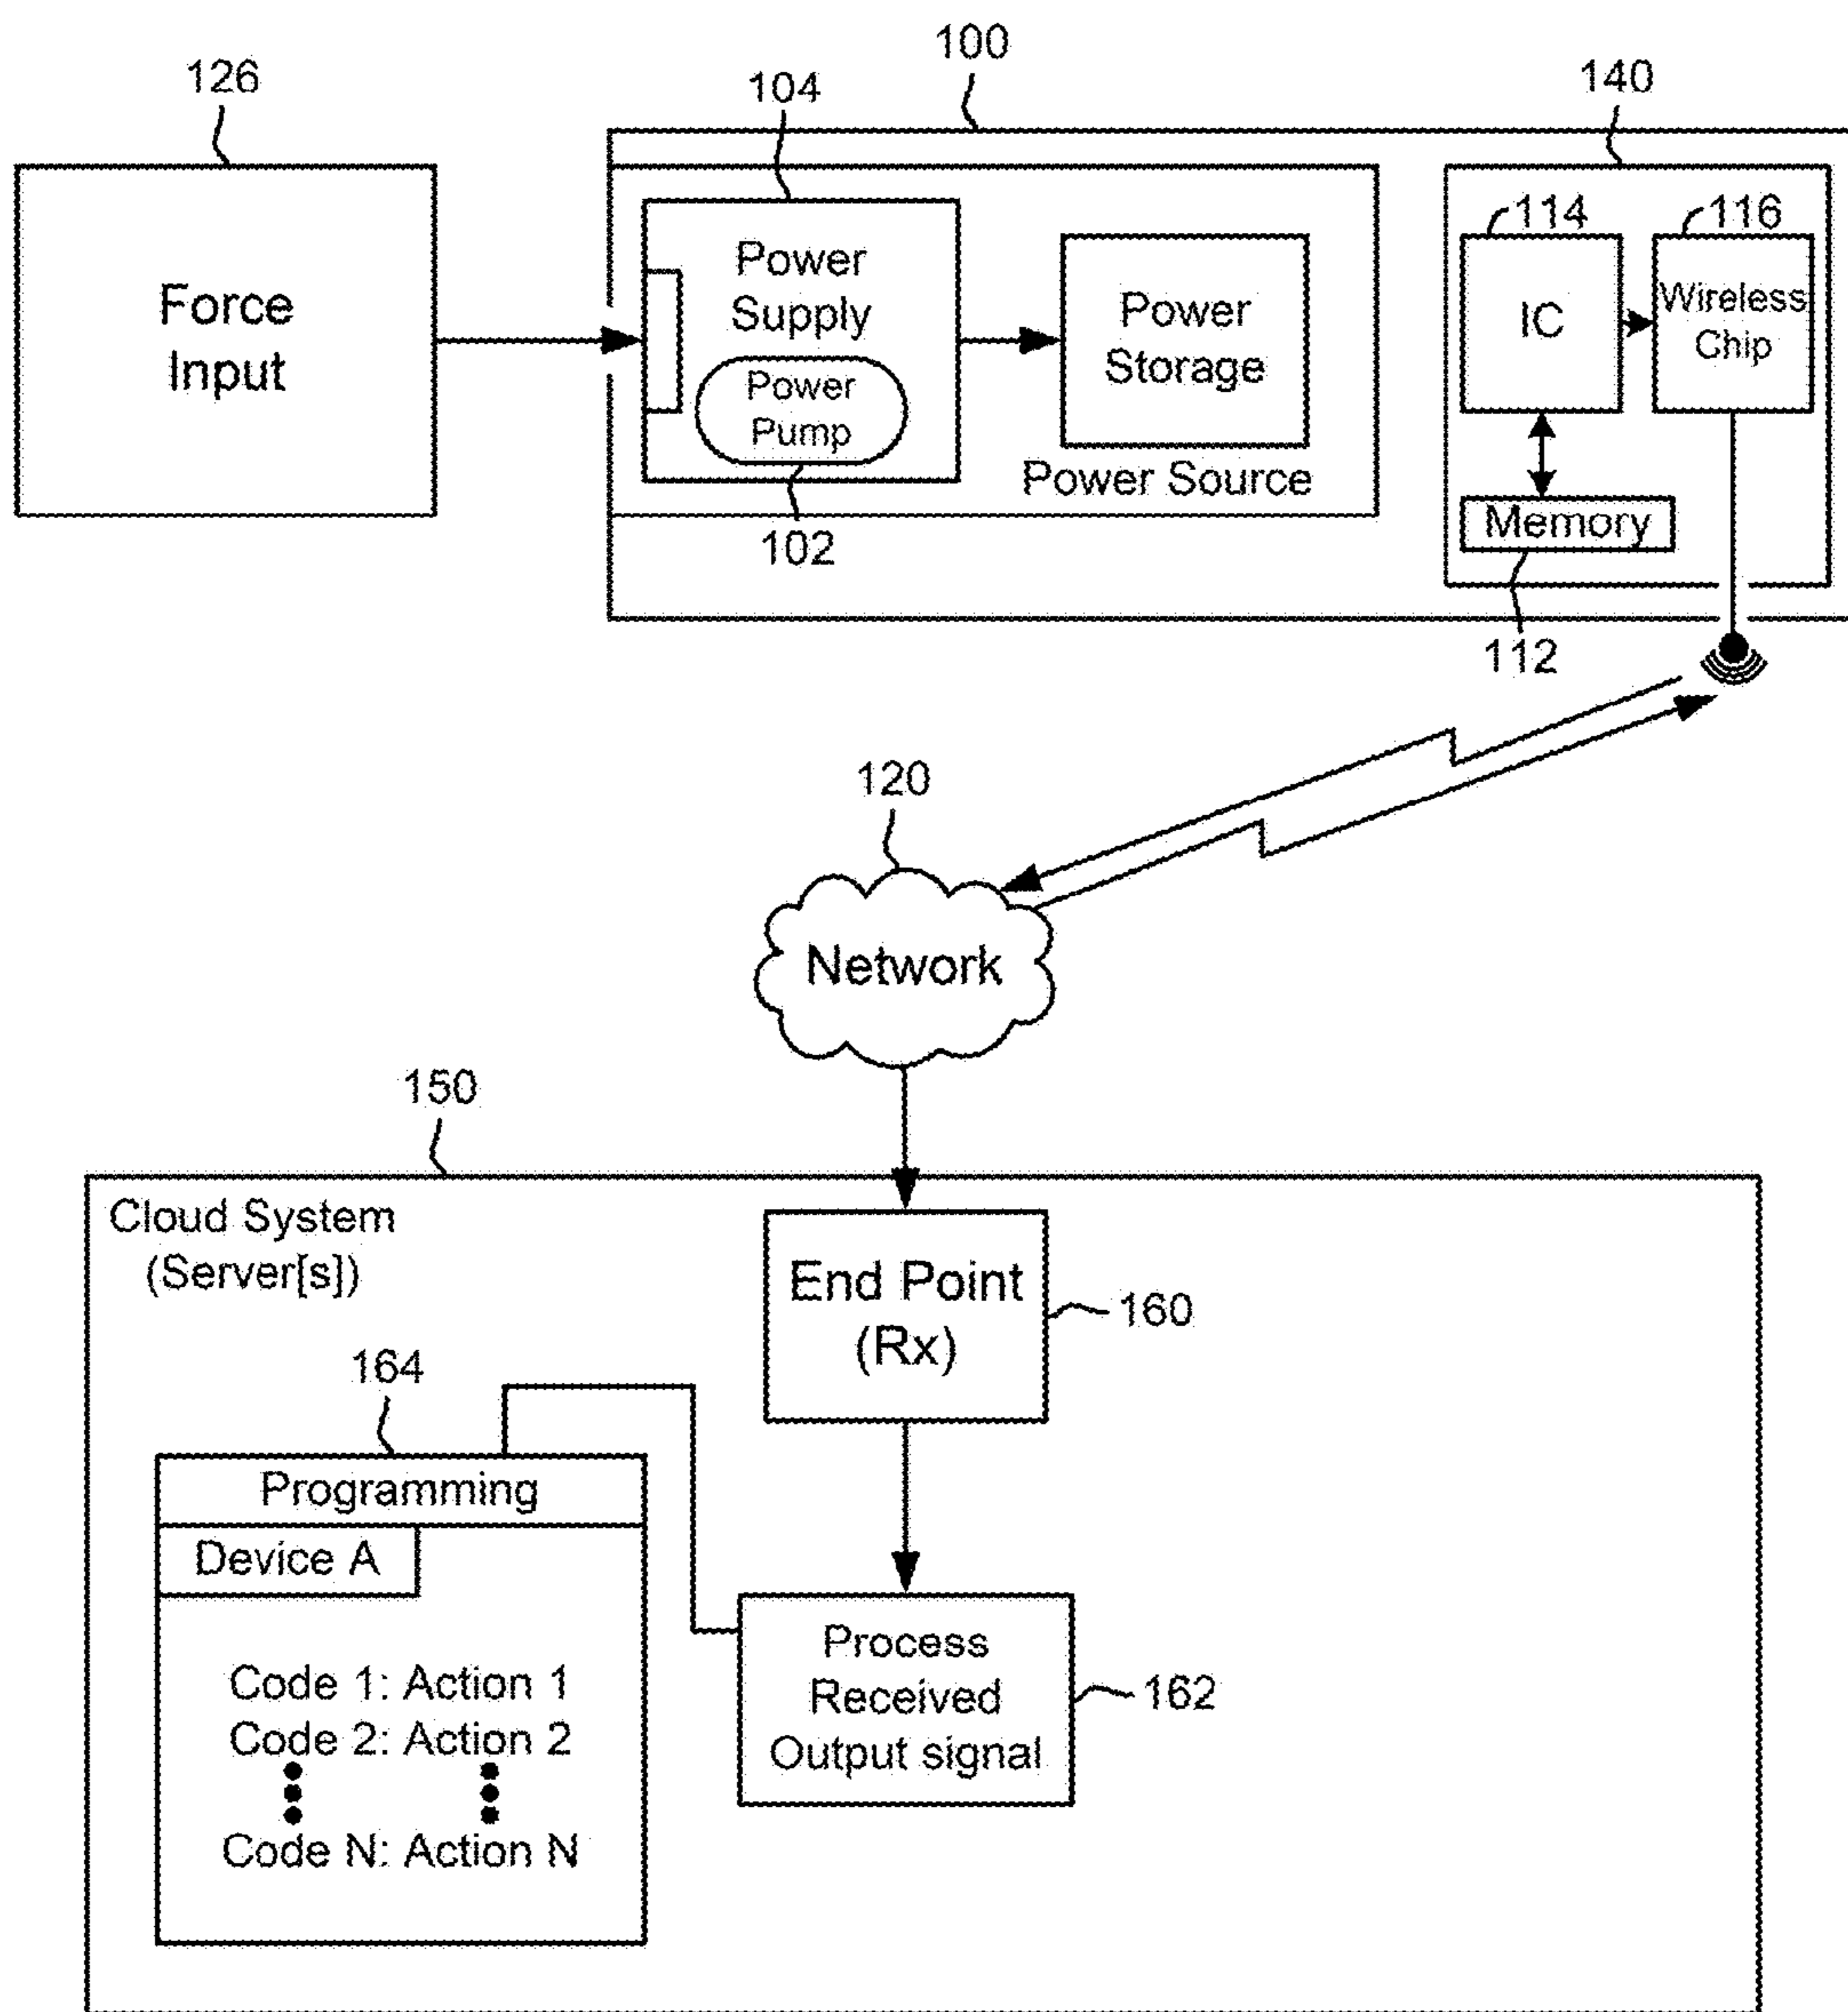 100
126
104
140
114
116
Force
Input
Power
Supply
Power
Pump
Power
Storage
Power Source
IC
Wireless
Chip
Memory
102
112
120
Network
150
Cloud System
(Server[s])
End Point
(Rx)
160
164
Programming
Device A
Code 1: Action 1
Code 2: Action 2
Code N: Action N
Process
Received
Output signal
162